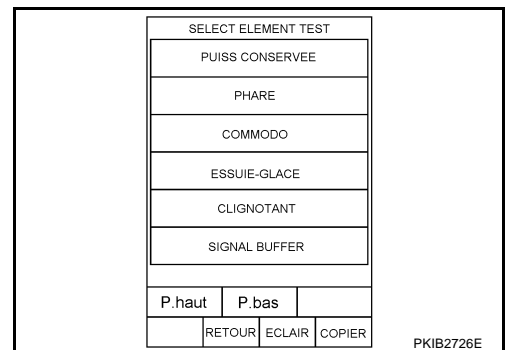 SELECT ELEMENT TEST
PUISS CONSERVEE
PHARE
COMMODO
ESSUIE-GLACE
CLIGNOTANT
SIGNAL BUFFER
P.haut P.bas
RETOUR ECLAIR COPIER
PKIB2726E